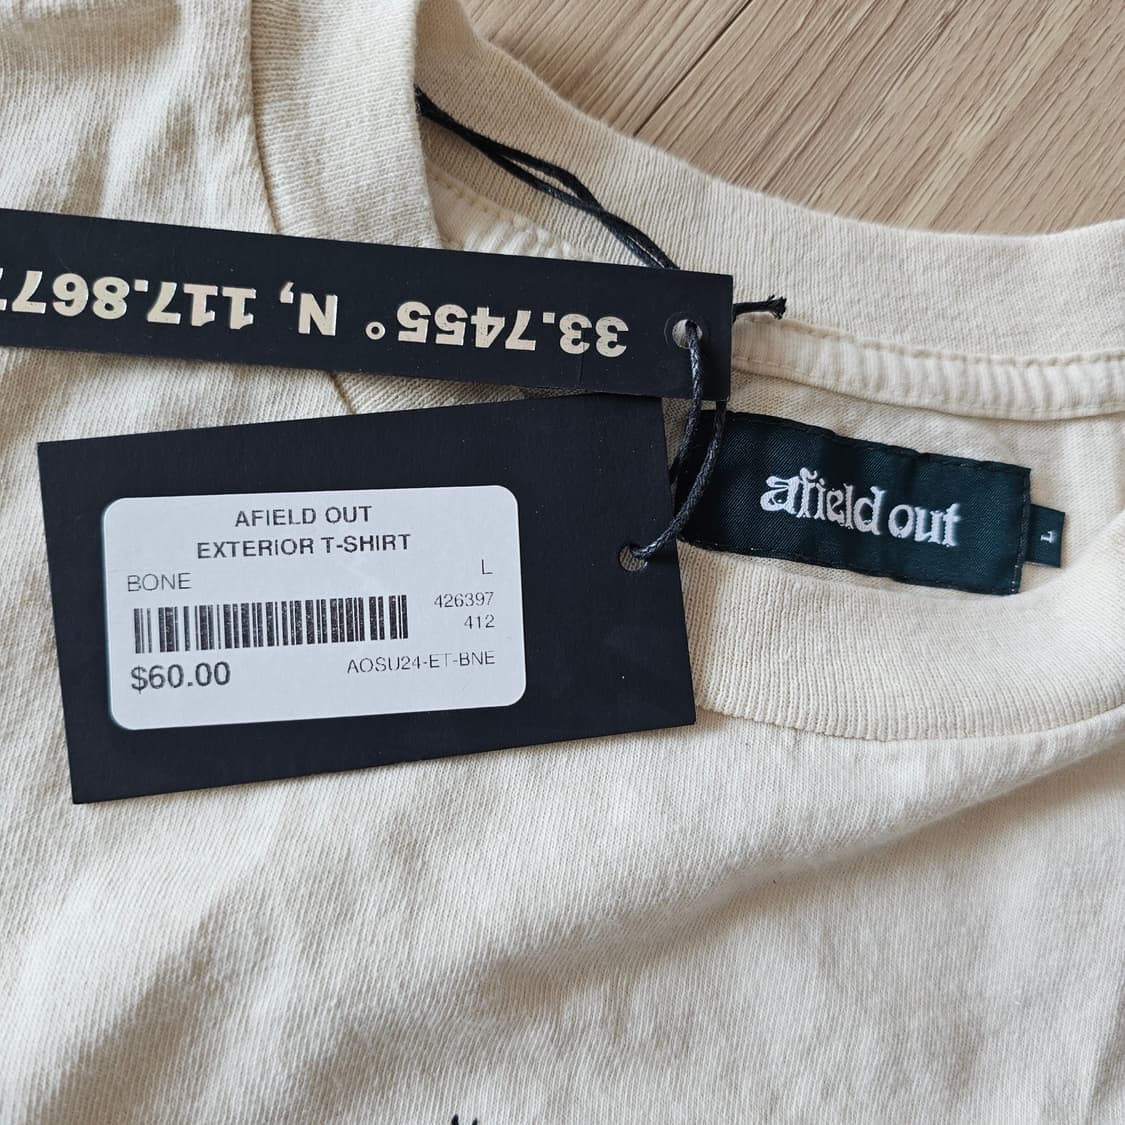 33.7455° N, 117.867
AFIELD OUT
EXTERIOR T-SHIRT
BONE
L
426397
412
$60.00
AOSU24-ET-BNE
afield out
L